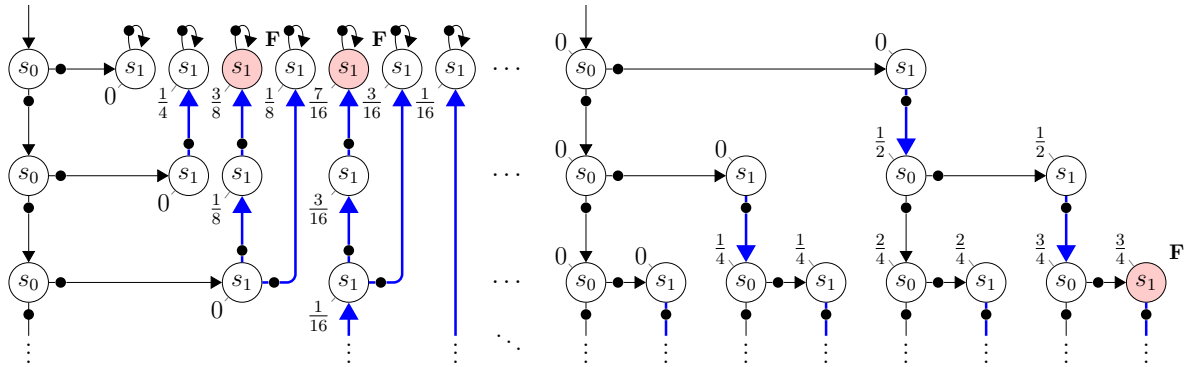 F F
s₀ s₁ s₁ s₁ s₁ s₁ s₁ s₁ ⋯
0 1/4 3/8 1/8 7/16 3/16 1/16
s₀ s₁ s₁ s₁ ⋯
0 1/8 3/16
s₀ s₁ s₁ ⋯
0 1/16
⋮ ⋮ ⋮ ⋱
0 0
s₀ s₁
0 0 1/2 1/2
s₀ s₁ s₀ s₁
0 0 1/4 1/4 2/4 2/4 3/4 3/4 F
s₀ s₁ s₀ s₁ s₀ s₁ s₀ s₁
⋮ ⋮ ⋮ ⋮ ⋮ ⋮ ⋮ ⋮